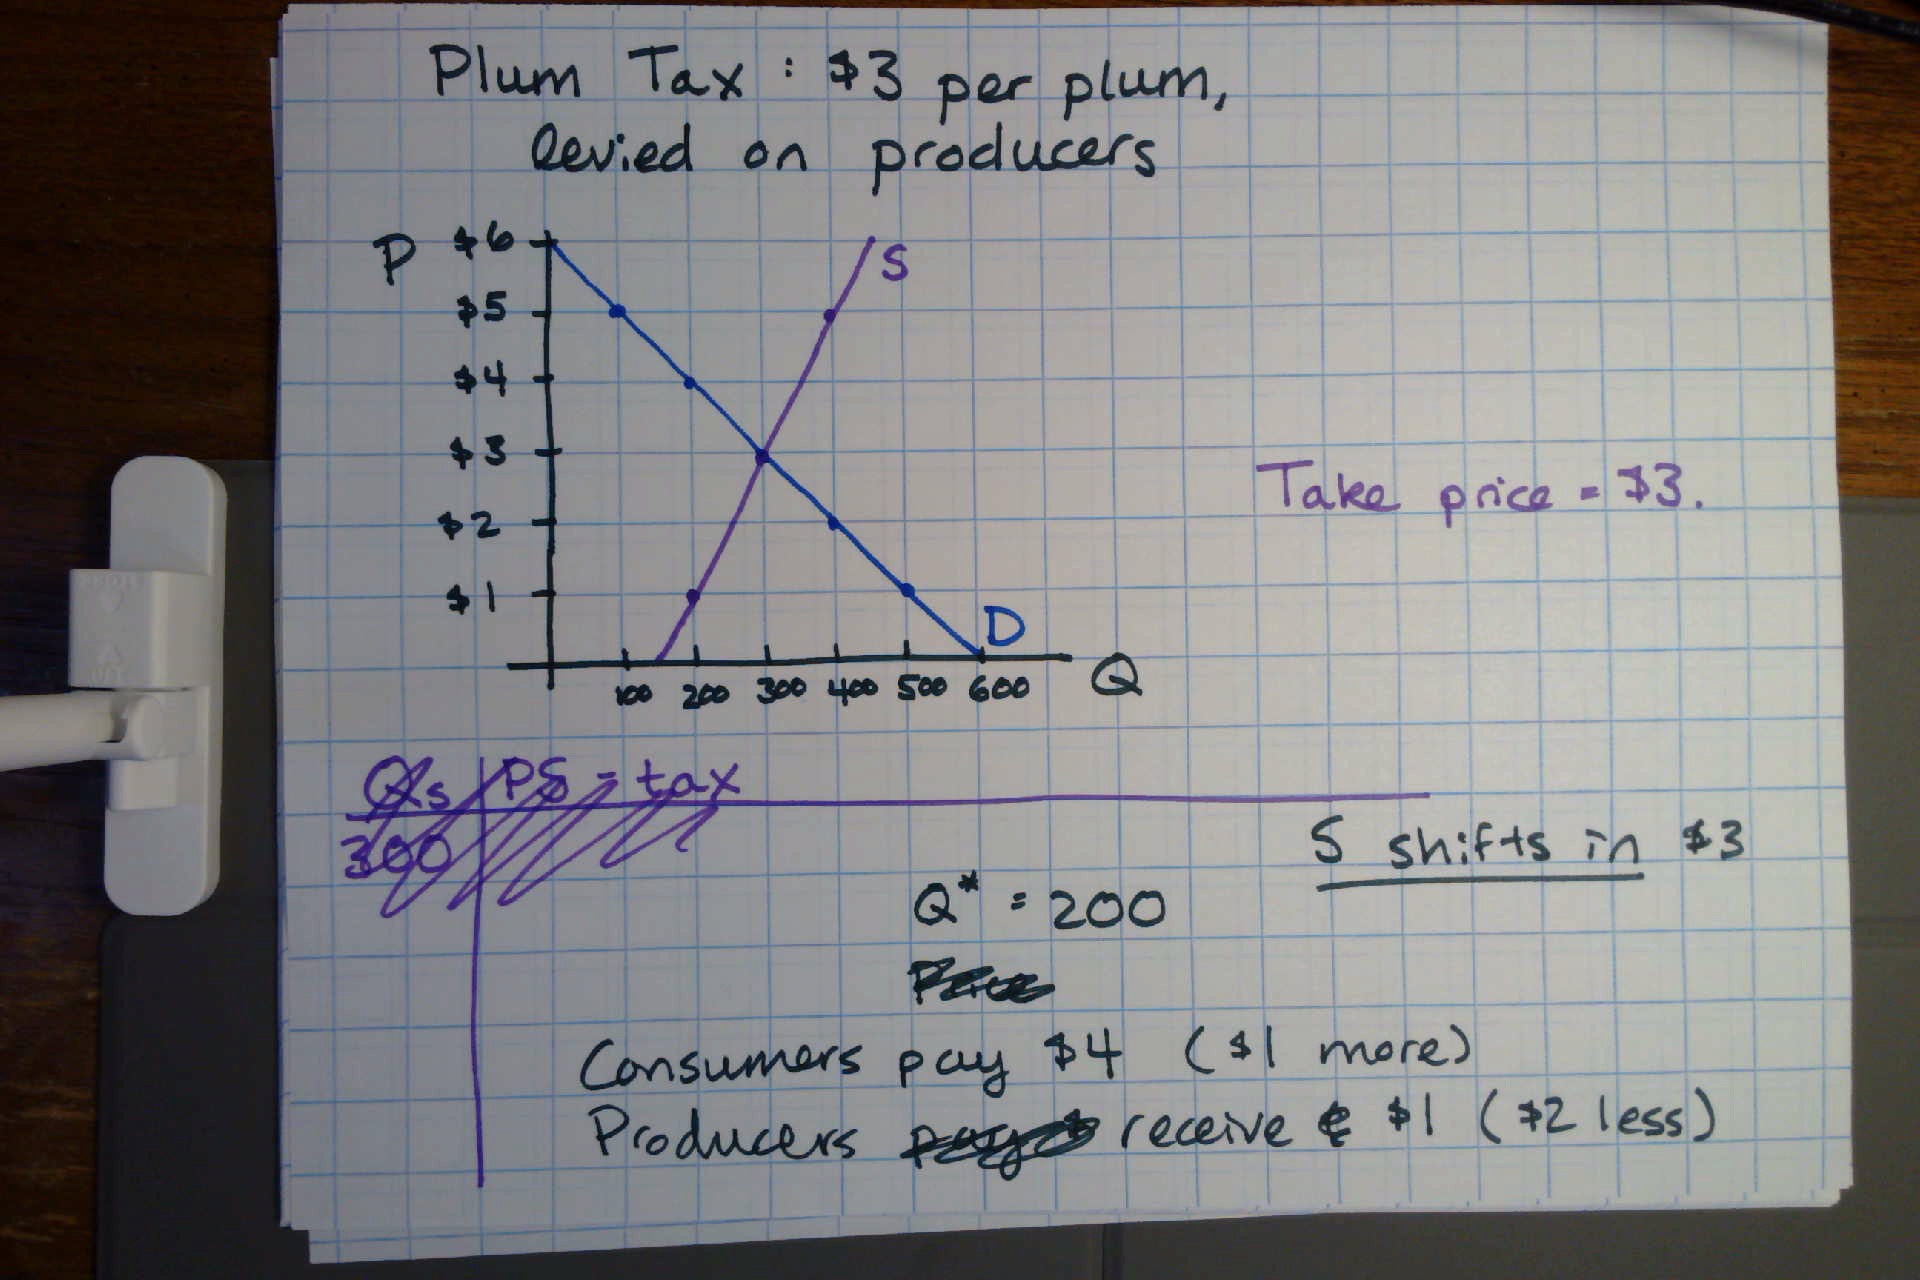 Plum Tax : $3 per plum,
levied on producers
P
$6
$5
$4
$3
$2
$1
S
D
100 200 300 400 500 600
Q
Take price = $3.
Qs PS = tax
300
S shifts in $3
Q* = 200
Price
Consumers pay $4 ($1 more)
Producers pay $ receive $1 ($2 less)